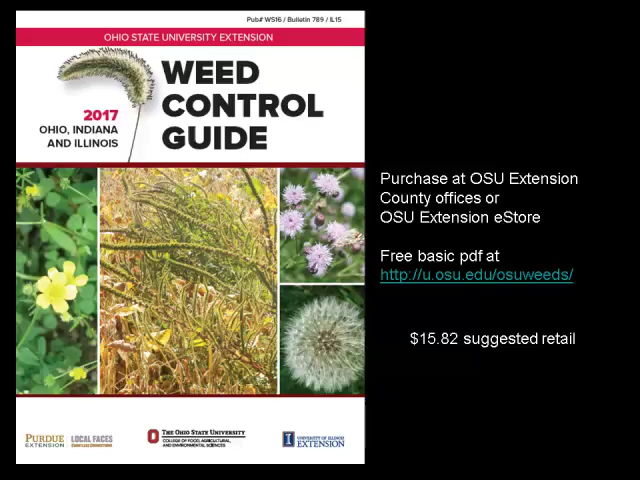 Pub# WS16 / Bulletin 789 / IL15
OHIO STATE UNIVERSITY EXTENSION
WEED
CONTROL
GUIDE
2017
OHIO, INDIANA
AND ILLINOIS
Purchase at OSU Extension
County offices or
OSU Extension eStore
Free basic pdf at
http://u.osu.edu/osuweeds/
$15.82 suggested retail
PURDUE
EXTENSION
LOCAL FACES
COUNTLESS CONNECTIONS
THE OHIO STATE UNIVERSITY
COLLEGE OF FOOD, AGRICULTURAL,
AND ENVIRONMENTAL SCIENCES
UNIVERSITY OF ILLINOIS
EXTENSION